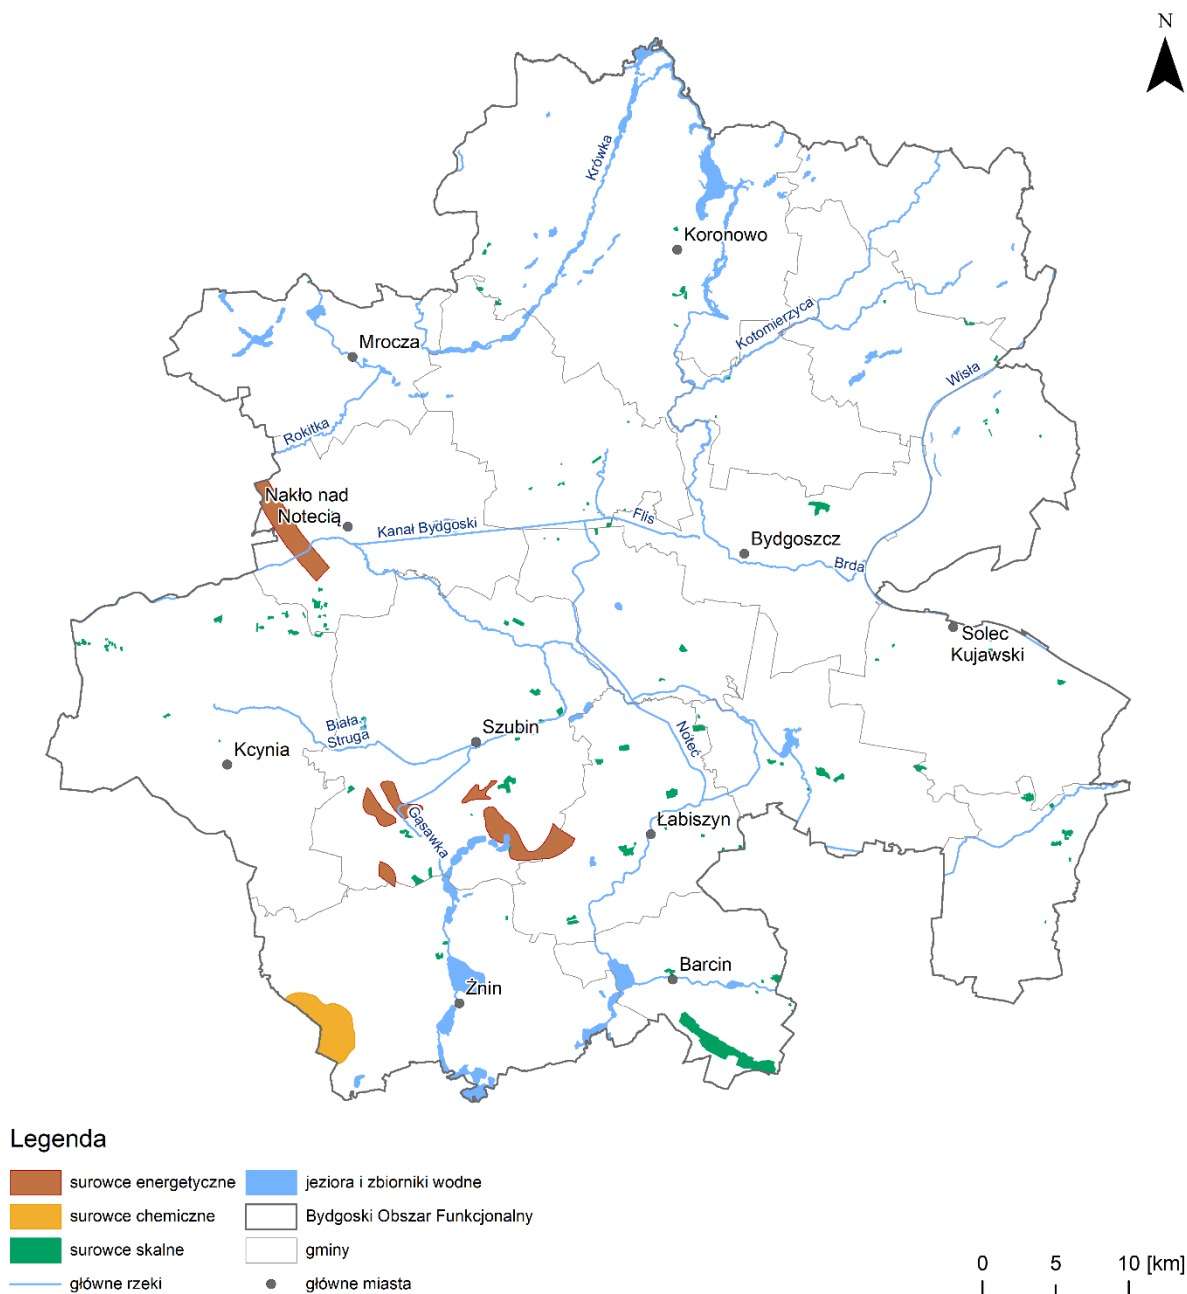 N
Krówka
Koronowo
Kotomierzyca
Mrocza
Wisła
Rokitka
Nakło nad
Notecią
Kanał Bydgoski
Flis
Bydgoszcz
Brda
Solec
Kujawski
Biała
Struga
Szubin
Noteć
Kcynia
Gąsawka
Łabiszyn
Barcin
Żnin
Legenda
surowce energetyczne
jeziora i zbiorniki wodne
surowce chemiczne
Bydgoski Obszar Funkcjonalny
surowce skalne
gminy
główne rzeki
główne miasta
0 5 10 [km]